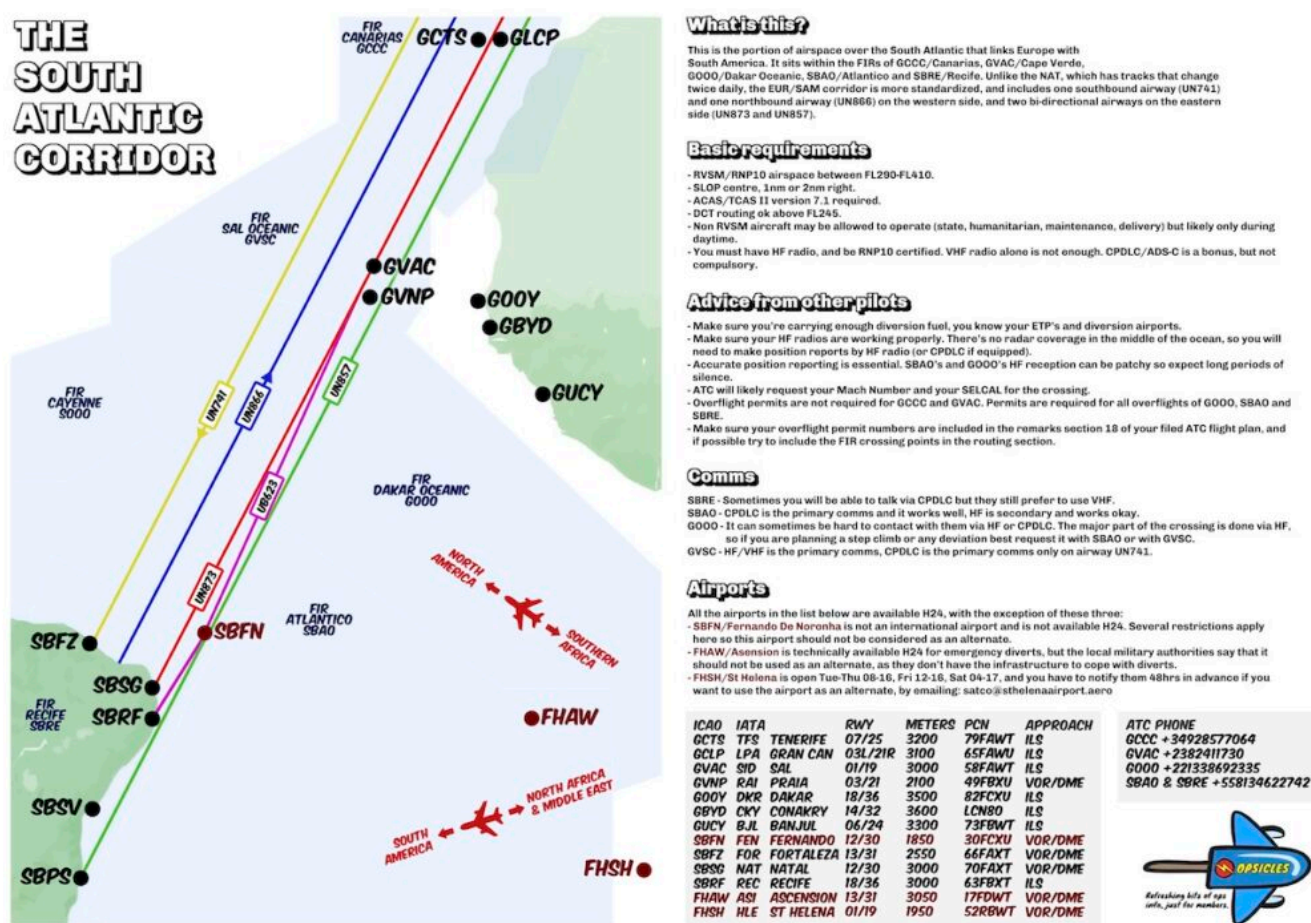 THE
SOUTH
ATLANTIC
CORRIDOR
FIR
CANARIAS
GCCC
GCTS
GLCP
FIR
SAL OCEANIC
GVSC
GVAC
GVNP
GOOY
GBYD
GUCY
FIR
CAYENNE
SOOO
UN741
UN866
UN857
UB623
UN873
FIR
DAKAR OCEANIC
GOOO
NORTH
AMERICA
SOUTHERN
AFRICA
FIR
ATLANTICO
SBAO
SBFN
SBFZ
SBSG
FIR
RECIFE
SBRE
SBRF
FHAW
NORTH AFRICA
& MIDDLE EAST
SOUTH
AMERICA
SBSV
SBPS
FHSH
What is this?
This is the portion of airspace over the South Atlantic that links Europe with
South America. It sits within the FIRs of GCCC/Canarias, GVAC/Cape Verde,
GOOO/Dakar Oceanic, SBAO/Atlantico and SBRE/Recife. Unlike the NAT, which has tracks that change
twice daily, the EUR/SAM corridor is more standardized, and includes one southbound airway (UN741)
and one northbound airway (UN866) on the western side, and two bi-directional airways on the eastern
side (UN873 and UN857).
Basic requirements
- RVSM/RNP10 airspace between FL290-FL410.
- SLOP centre, 1nm or 2nm right.
- ACAS/TCAS II version 7.1 required.
- DCT routing ok above FL245.
- Non RVSM aircraft may be allowed to operate (state, humanitarian, maintenance, delivery) but likely only during
daytime.
- You must have HF radio, and be RNP10 certified. VHF radio alone is not enough. CPDLC/ADS-C is a bonus, but not
compulsory.
Advice from other pilots
- Make sure you're carrying enough diversion fuel, you know your ETP's and diversion airports.
- Make sure your HF radios are working properly. There's no radar coverage in the middle of the ocean, so you will
need to make position reports by HF radio (or CPDLC if equipped).
- Accurate position reporting is essential. SBAO's and GOOO's HF reception can be patchy so expect long periods of
silence.
- ATC will likely request your Mach Number and your SELCAL for the crossing.
- Overflight permits are not required for GCCC and GVAC. Permits are required for all overflights of GOOO, SBAO and
SBRE.
- Make sure your overflight permit numbers are included in the remarks section 18 of your filed ATC flight plan, and
if possible try to include the FIR crossing points in the routing section.
Comms
SBRE - Sometimes you will be able to talk via CPDLC but they still prefer to use VHF.
SBAO - CPDLC is the primary comms and it works well, HF is secondary and works okay.
GOOO - It can sometimes be hard to contact with them via HF or CPDLC. The major part of the crossing is done via HF,
so if you are planning a step climb or any deviation best request it with SBAO or with GVSC.
GVSC - HF/VHF is the primary comms, CPDLC is the primary comms only on airway UN741.
Airports
All the airports in the list below are available H24, with the exception of these three:
- SBFN/Fernando De Noronha is not an international airport and is not available H24. Several restrictions apply
here so this airport should not be considered as an alternate.
- FHAW/Asension is technically available H24 for emergency diverts, but the local military authorities say that it
should not be used as an alternate, as they don't have the infrastructure to cope with diverts.
- FHSH/St Helena is open Tue-Thu 08-16, Fri 12-16, Sat 04-17, and you have to notify them 48hrs in advance if you
want to use the airport as an alternate, by emailing: satco@sthelenaairport.aero
ICAO IATA RWY METERS PCN APPROACH
GCTS TFS TENERIFE 07/25 3200 79FAWT ILS
GCLP LPA GRAN CAN 03L/21R 3100 65FAWU ILS
GVAC SID SAL 01/19 3000 58FAWT ILS
GVNP RAI PRAIA 03/21 2100 49FBXU VOR/DME
GOOY DKR DAKAR 18/36 3500 82FCXU ILS
GBYD CKY CONAKRY 14/32 3600 LCN80 ILS
GUCY BJL BANJUL 06/24 3300 73FBWT ILS
SBFN FEN FERNANDO 12/30 1850 30FCXU VOR/DME
SBFZ FOR FORTALEZA 13/31 2550 66FAXT VOR/DME
SBSG NAT NATAL 12/30 3000 70FAXT VOR/DME
SBRF REC RECIFE 18/36 3000 63FBXT ILS
FHAW ASI ASCENSION 13/31 3050 17FDWT VOR/DME
FHSH HLE ST HELENA 01/19 1950 52RBWT VOR/DME
ATC PHONE
GCCC +34928577064
GVAC +2382411730
GOOO +221338692335
SBAO & SBRE +558134622742
OPSICLES
Refreshing bits of ops
info, just for members.